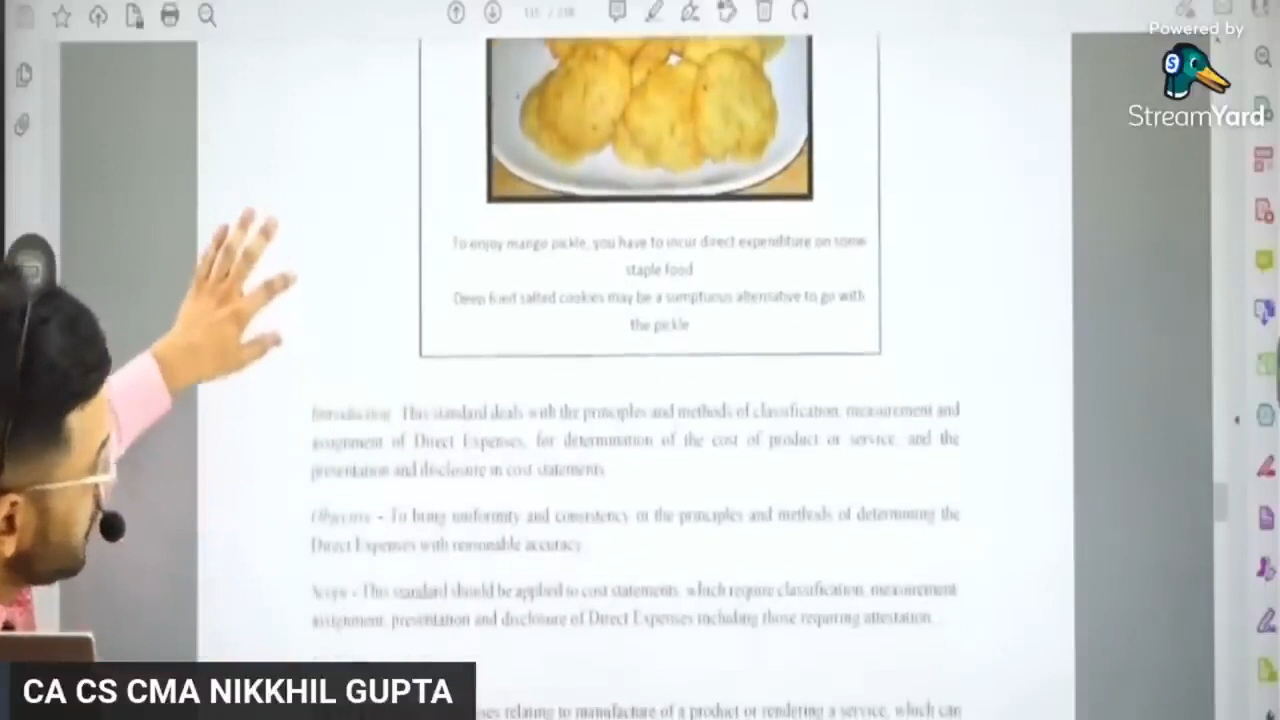 Powered by
StreamYard
To enjoy mango pickle, you have to incur direct expenditure on some
staple food
Deep fried salted cookies may be a sumptuous alternative to go with
the pickle
Introduction This standard deals with the principles and methods of classification, measurement and
assignment of Direct Expenses, for determination of the cost of product or service, and the
presentation and disclosure in cost statements
Objective - To bring uniformity and consistency in the principles and methods of determining the
Direct Expenses with reasonable accuracy
Scope - This standard should be applied to cost statements, which require classification, measurement
assignment, presentation and disclosure of Direct Expenses including those requiring attestation.
ses relating to manufacture of a product or rendering a service, which can
CA CS CMA NIKKHIL GUPTA